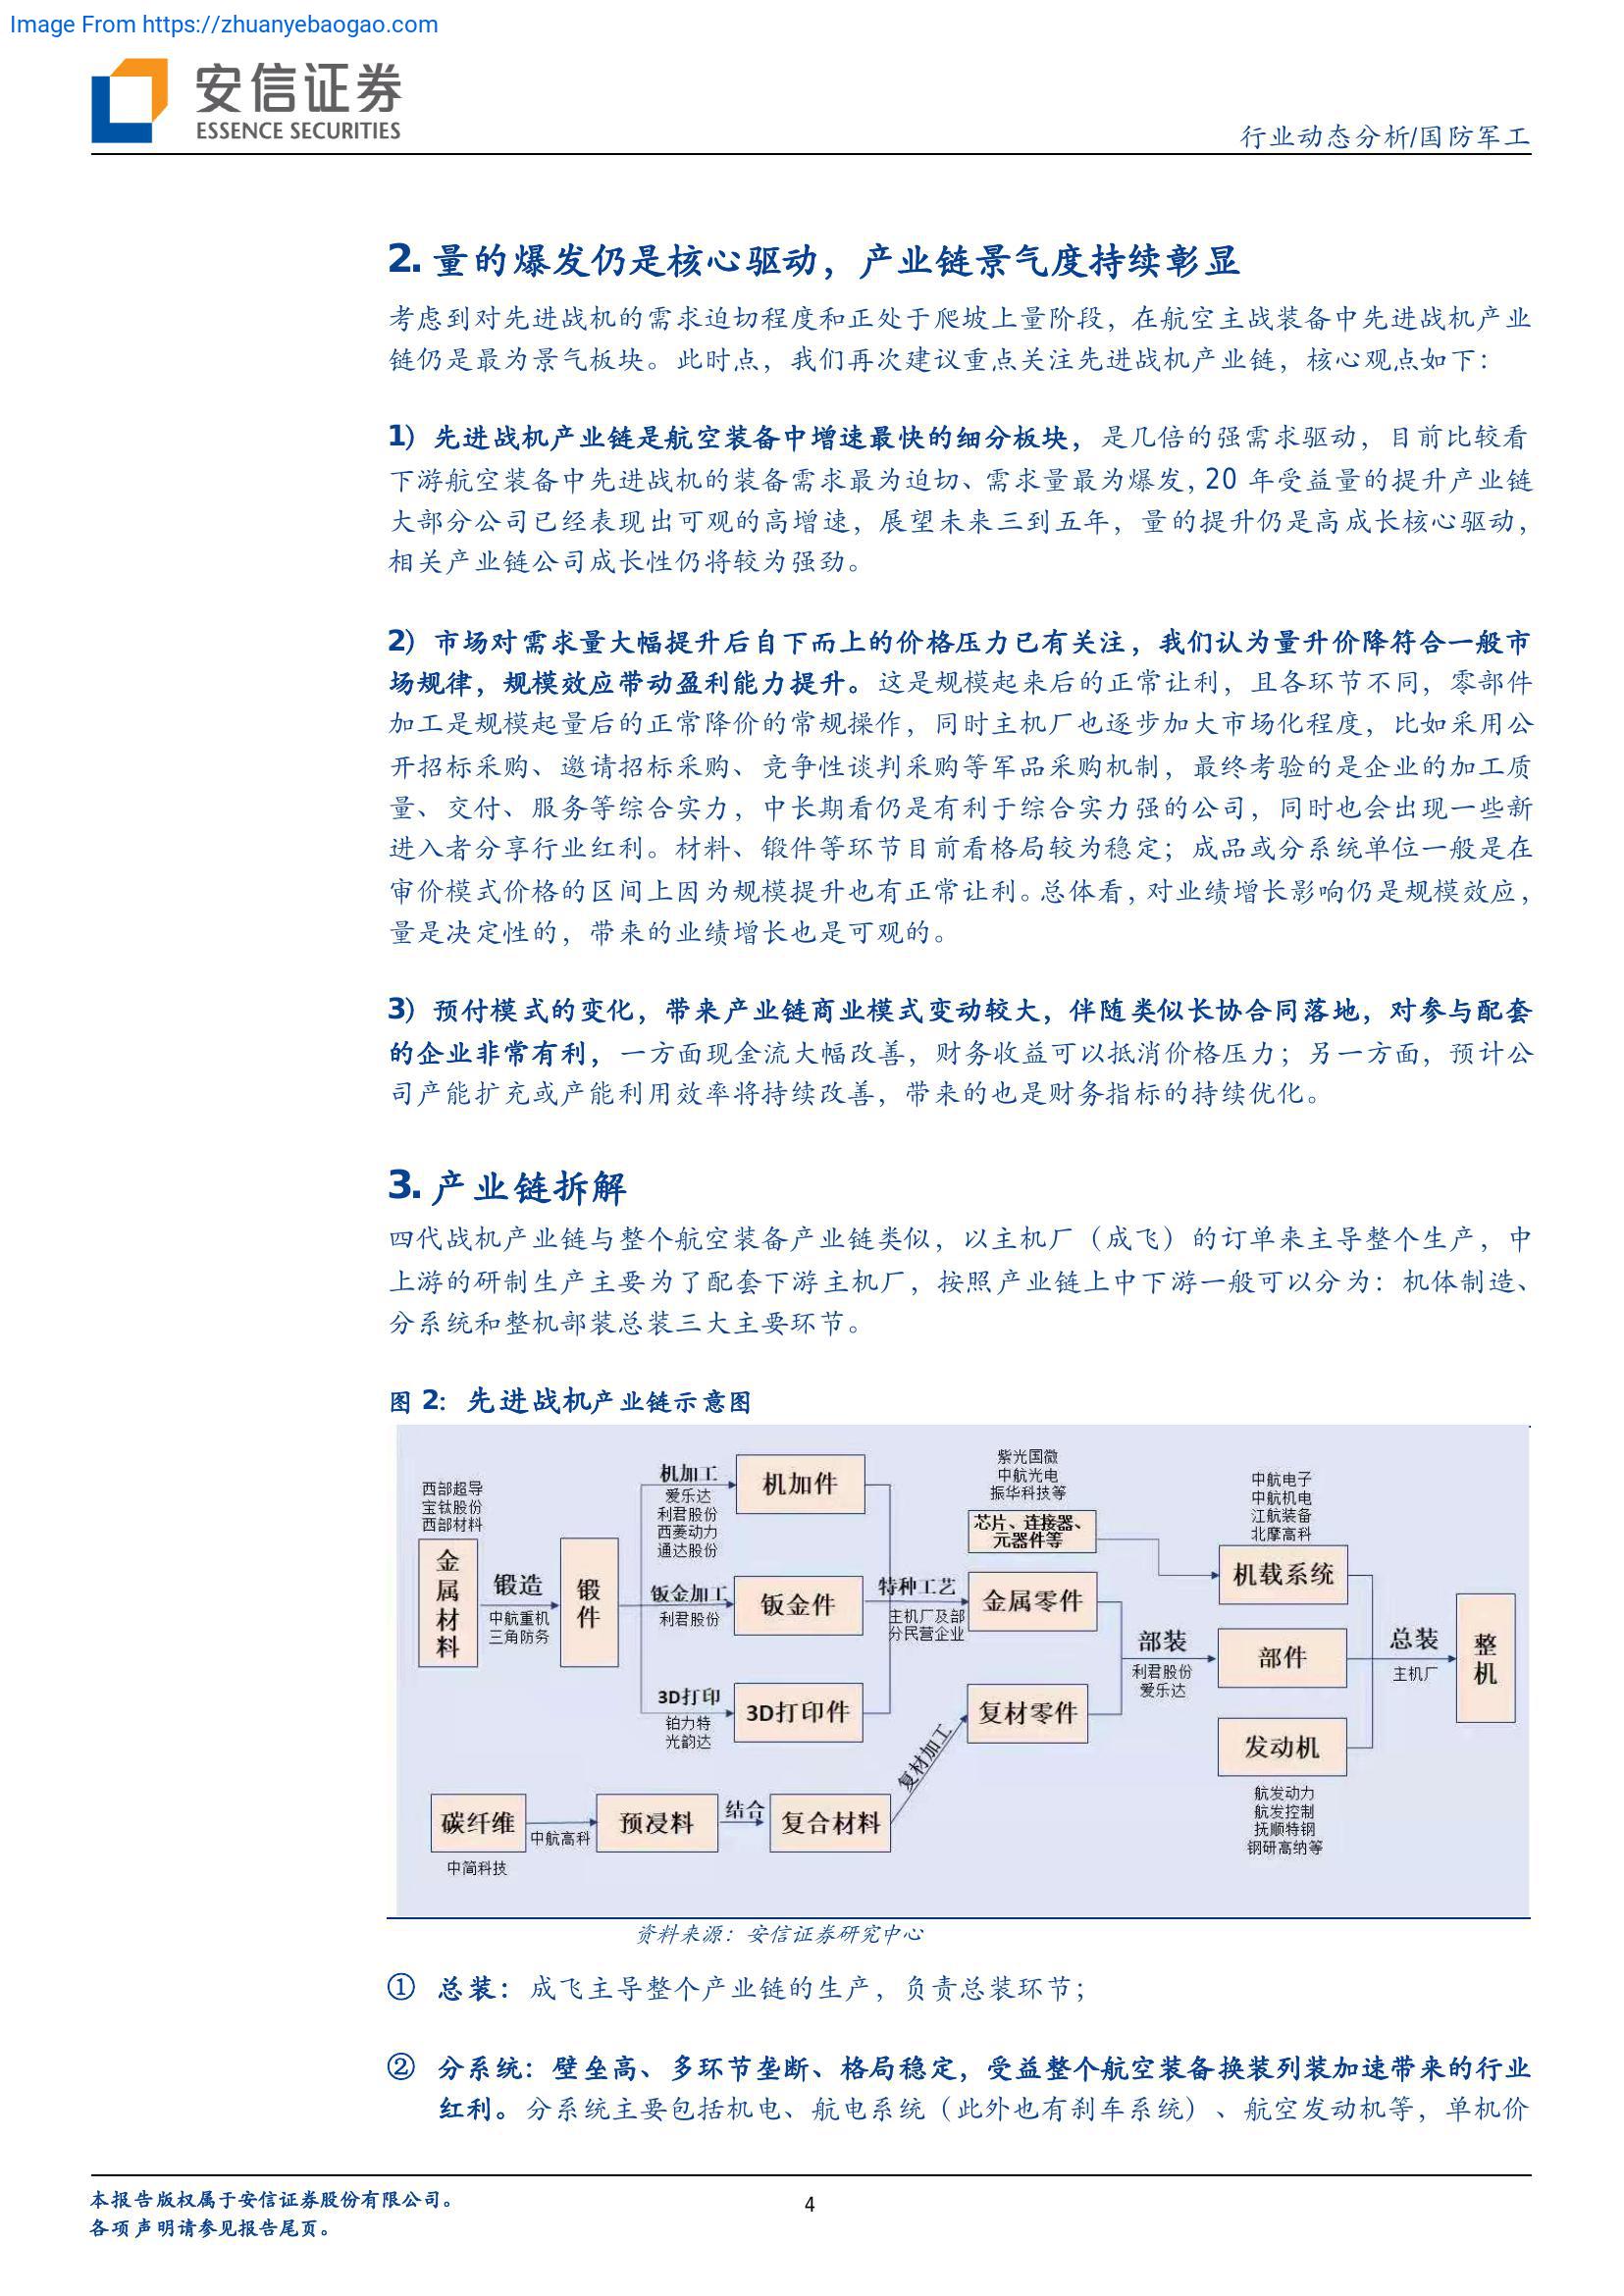 Image From https://zhuanyebaogao.com
安信证券
ESSENCE SECURITIES
行业动态分析/国防军工
2. 量的爆发仍是核心驱动，产业链景气度持续彰显
考虑到对先进战机的需求迫切程度和正处于爬坡上量阶段，在航空主战装备中先进战机产业
链仍是最为景气板块。此时点，我们再次建议重点关注先进战机产业链，核心观点如下：
1）先进战机产业链是航空装备中增速最快的细分板块，是几倍的强需求驱动，目前比较看
下游航空装备中先进战机的装备需求最为迫切、需求量最为爆发，20 年受益量的提升产业链
大部分公司已经表现出可观的高增速，展望未来三到五年，量的提升仍是高成长核心驱动，
相关产业链公司成长性仍将较为强劲。
2）市场对需求量大幅提升后自下而上的价格压力已有关注，我们认为量升价降符合一般市
场规律，规模效应带动盈利能力提升。这是规模起来后的正常让利，且各环节不同，零部件
加工是规模起量后的正常降价的常规操作，同时主机厂也逐步加大市场化程度，比如采用公
开招标采购、邀请招标采购、竞争性谈判采购等军品采购机制，最终考验的是企业的加工质
量、交付、服务等综合实力，中长期看仍是有利于综合实力强的公司，同时也会出现一些新
进入者分享行业红利。材料、锻件等环节目前看格局较为稳定；成品或分系统单位一般是在
审价模式价格的区间上因为规模提升也有正常让利。总体看，对业绩增长影响仍是规模效应，
量是决定性的，带来的业绩增长也是可观的。
3）预付模式的变化，带来产业链商业模式变动较大，伴随类似长协合同落地，对参与配套
的企业非常有利，一方面现金流大幅改善，财务收益可以抵消价格压力；另一方面，预计公
司产能扩充或产能利用效率将持续改善，带来的也是财务指标的持续优化。
3. 产业链拆解
四代战机产业链与整个航空装备产业链类似，以主机厂（成飞）的订单来主导整个生产，中
上游的研制生产主要为了配套下游主机厂，按照产业链上中下游一般可以分为：机体制造、
分系统和整机部装总装三大主要环节。
图 2：先进战机产业链示意图
西部超导
宝钛股份
西部材料
金属材料
锻造
中航重机
三角防务
锻件
机加工
爱乐达
利君股份
西菱动力
通达股份
机加件
钣金加工
利君股份
钣金件
3D打印
铂力特
光韵达
3D打印件
特种工艺
主机厂及部
分民营企业
紫光国微
中航光电
振华科技等
芯片、连接器、
元器件等
金属零件
复材零件
部装
利君股份
爱乐达
中航电子
中航机电
江航装备
北摩高科
机载系统
部件
发动机
航发动力
航发控制
抚顺特钢
钢研高纳等
总装
主机厂
整机
碳纤维
中简科技
中航高科
预浸料
结合
复合材料
复材加工
资料来源：安信证券研究中心
① 总装：成飞主导整个产业链的生产，负责总装环节；
② 分系统：壁垒高、多环节垄断、格局稳定，受益整个航空装备换装列装加速带来的行业
红利。分系统主要包括机电、航电系统（此外也有刹车系统）、航空发动机等，单机价
本报告版权属于安信证券股份有限公司。
各项声明请参见报告尾页。
4